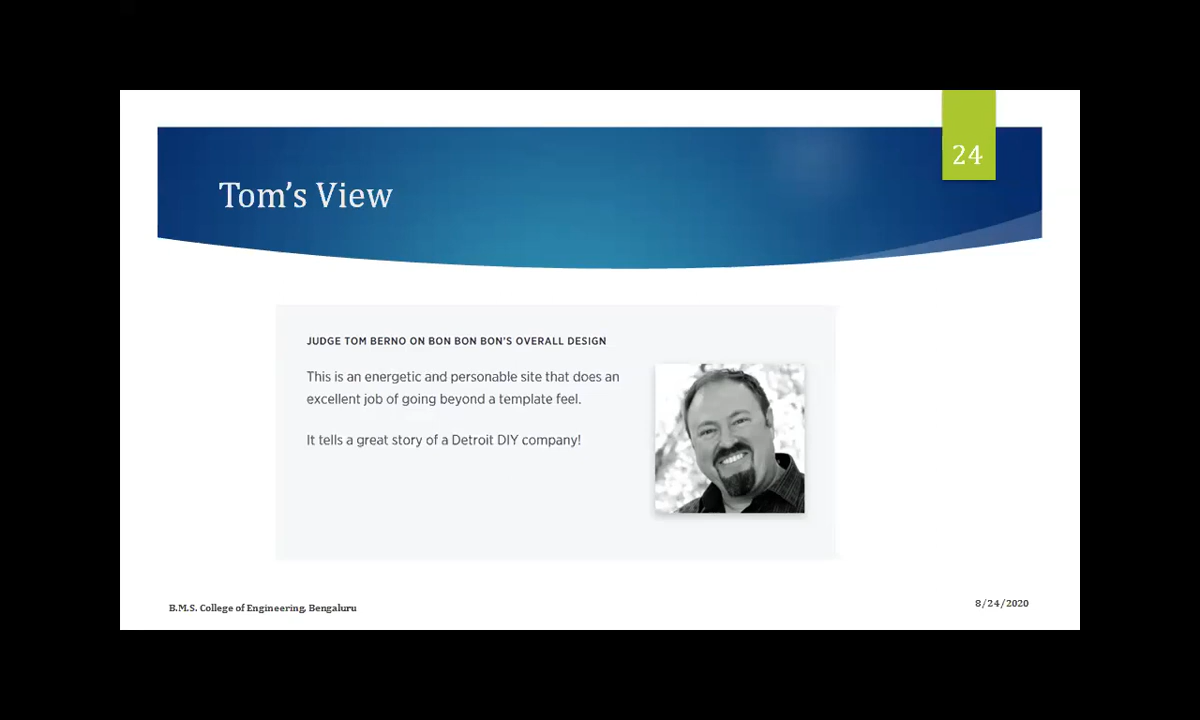 24
Tom’s View
JUDGE TOM BERNO ON BON BON BON'S OVERALL DESIGN
This is an energetic and personable site that does an
excellent job of going beyond a template feel.
It tells a great story of a Detroit DIY company!
B.M.S. College of Engineering, Bengaluru
8/24/2020